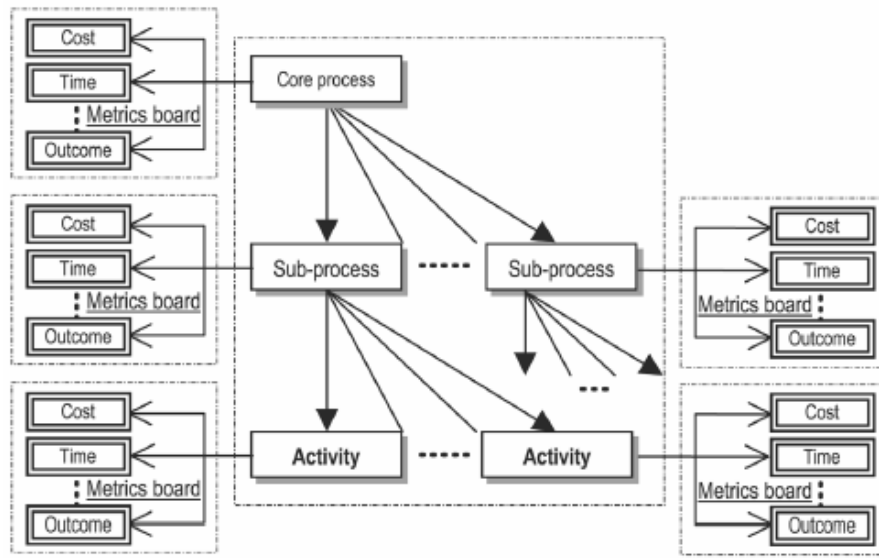 Cost
Time
Metrics board
Outcome
Core process
Cost
Time
Metrics board
Outcome
Sub-process
Sub-process
Cost
Time
Metrics board
Outcome
Cost
Time
Metrics board
Outcome
Activity
Activity
Cost
Time
Metrics board
Outcome